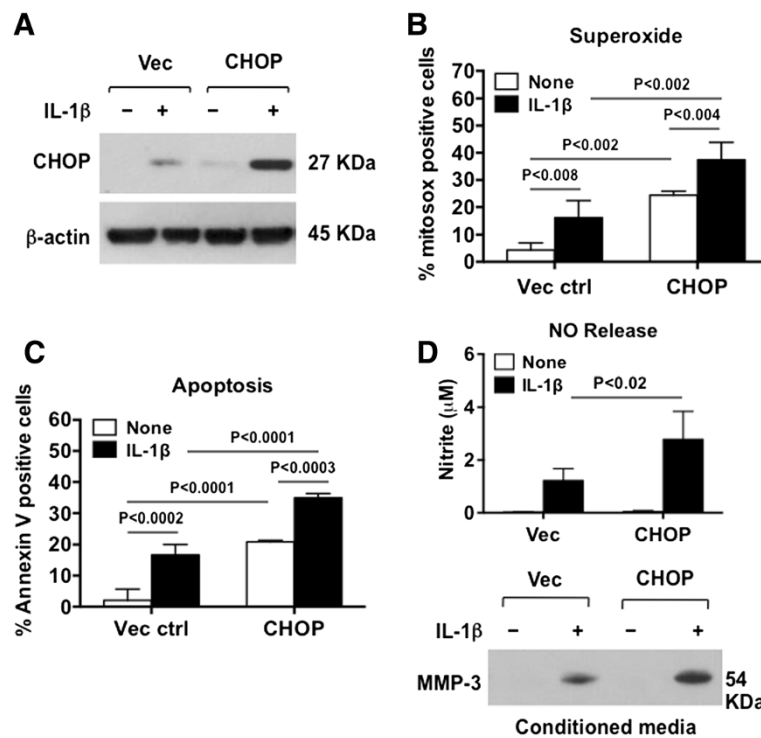 A
Vec CHOP
IL-1β − + − +
CHOP 27 KDa
β-actin 45 KDa
B
Superoxide
% mitosox positive cells
70
60
50
40
30
20
10
0
None
IL-1β
P<0.002
P<0.004
P<0.002
P<0.008
Vec ctrl CHOP
C
Apoptosis
% Annexin V positive cells
60
50
40
30
20
10
0
None
IL-1β
P<0.0001
P<0.0003
P<0.0001
P<0.0002
Vec ctrl CHOP
D
NO Release
Nitrite (μM)
6
4
2
0
None
IL-1β
P<0.02
Vec CHOP
Vec CHOP
IL-1β − + − +
MMP-3 54
KDa
Conditioned media